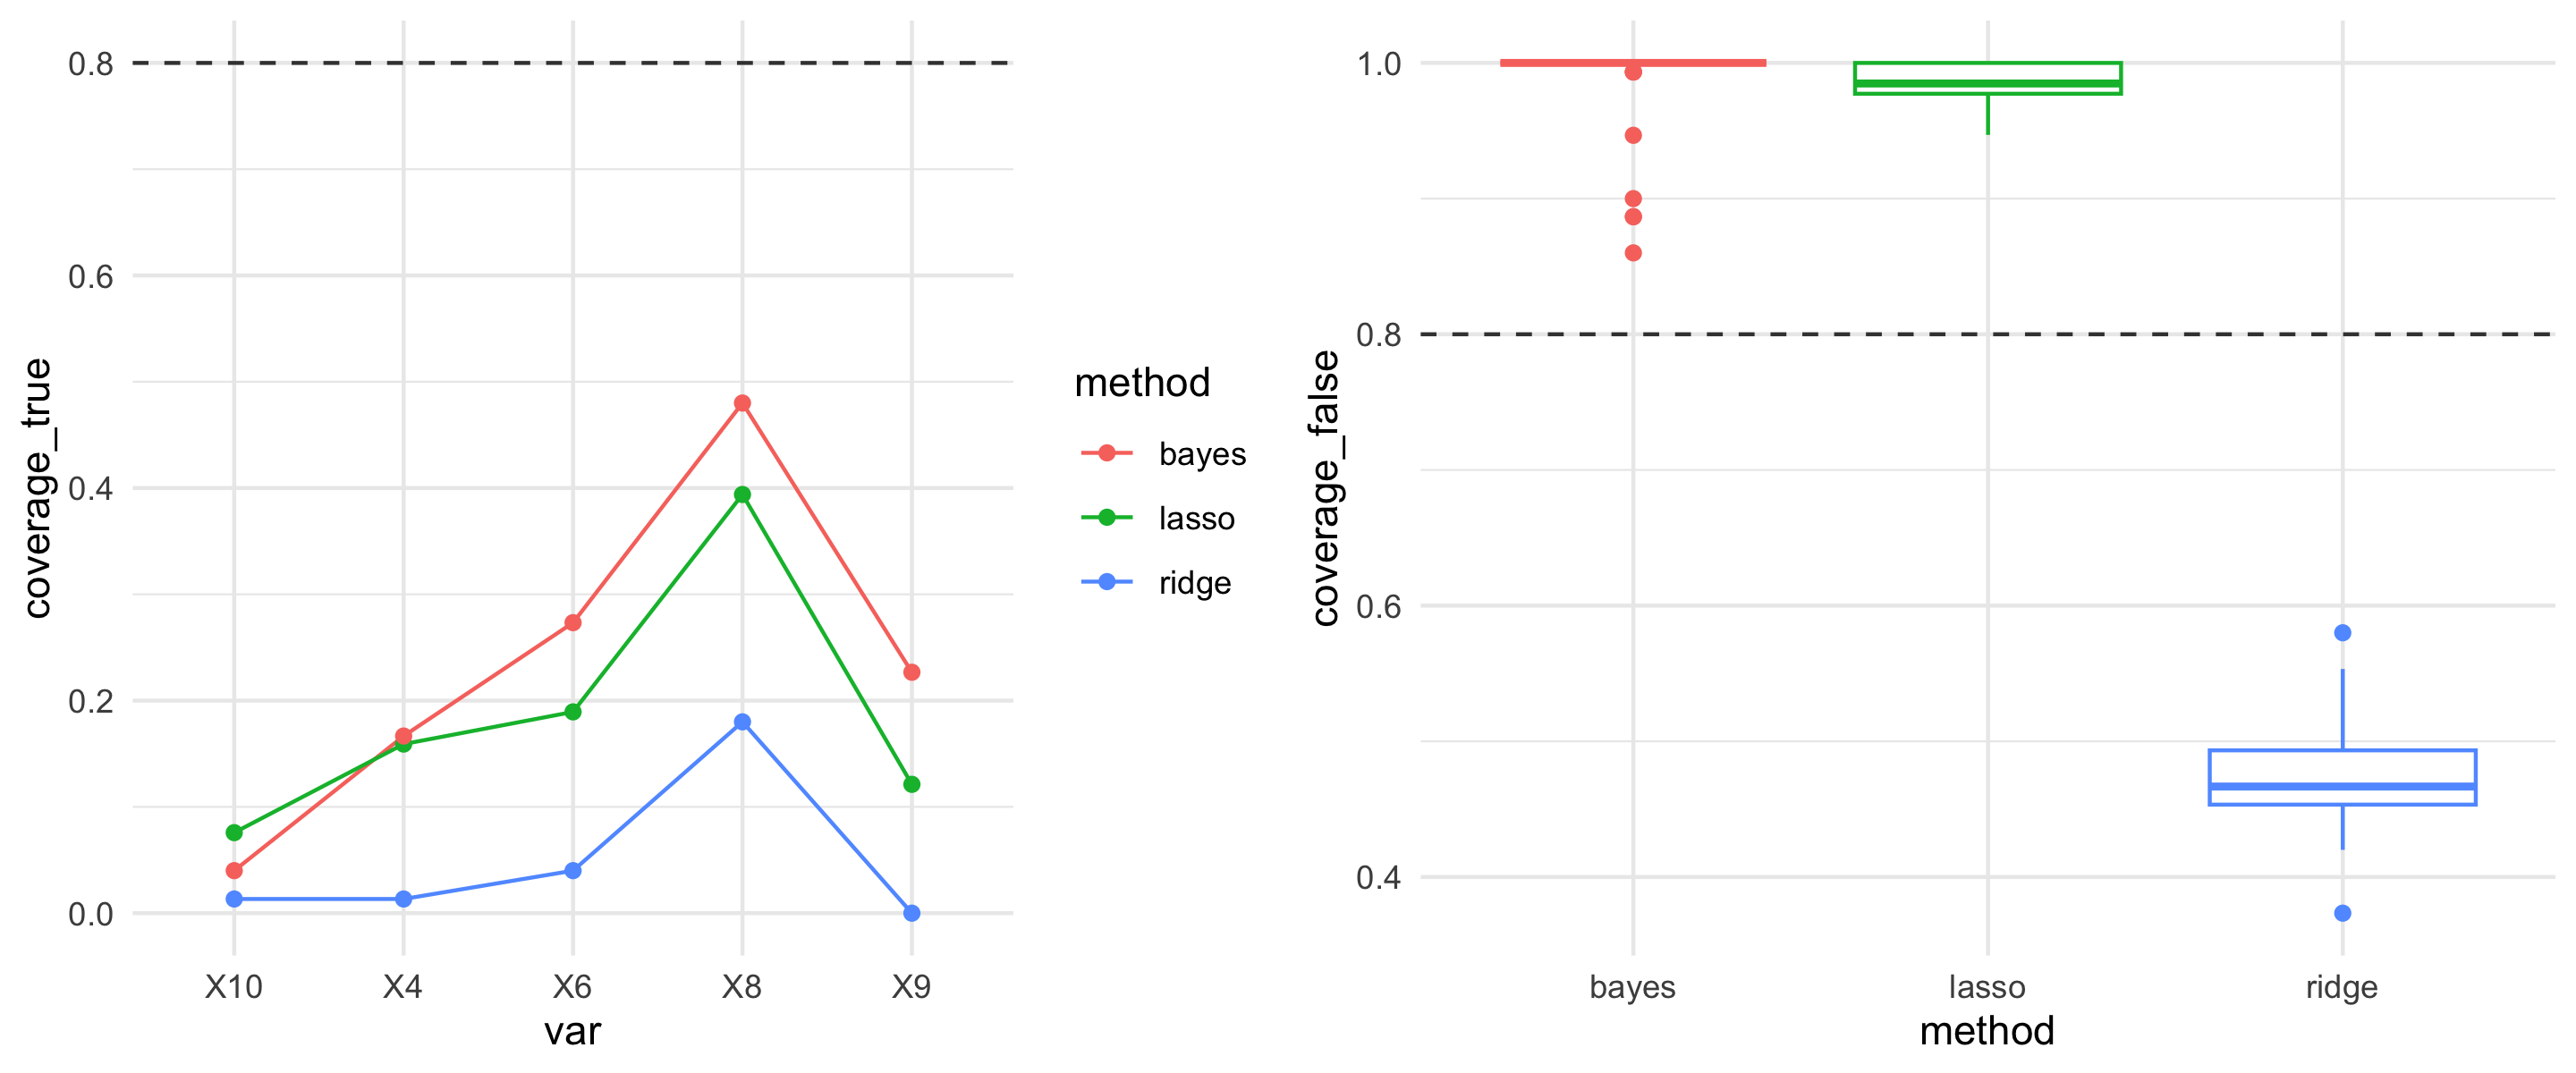 coverage_true
0.8
0.6
0.4
0.2
0.0
X10 X4 X6 X8 X9
var
method
bayes
lasso
ridge
coverage_false
1.0
0.8
0.6
0.4
bayes lasso ridge
method